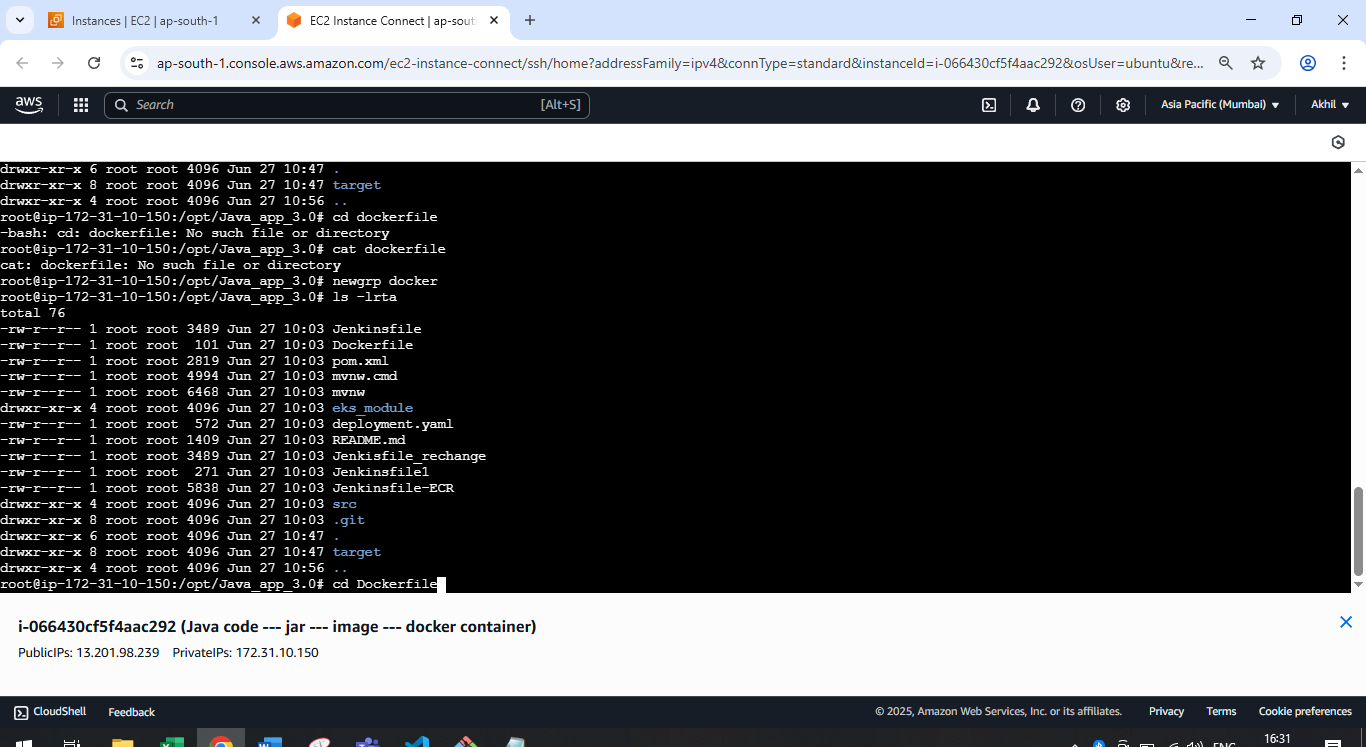 Instances | EC2 | ap-south-1
EC2 Instance Connect | ap-sout
ap-south-1.console.aws.amazon.com/ec2-instance-connect/ssh/home?addressFamily=ipv4&connType=standard&instanceId=i-066430cf5f4aac292&osUser=ubuntu&re...
aws
Search
[Alt+S]
Asia Pacific (Mumbai)
Akhil
drwxr-xr-x 6 root root 4096 Jun 27 10:47 .
drwxr-xr-x 8 root root 4096 Jun 27 10:47 target
drwxr-xr-x 4 root root 4096 Jun 27 10:56 ..
root@ip-172-31-10-150:/opt/Java_app_3.0# cd dockerfile
-bash: cd: dockerfile: No such file or directory
root@ip-172-31-10-150:/opt/Java_app_3.0# cat dockerfile
cat: dockerfile: No such file or directory
root@ip-172-31-10-150:/opt/Java_app_3.0# newgrp docker
root@ip-172-31-10-150:/opt/Java_app_3.0# ls -lrta
total 76
-rw-r--r-- 1 root root 3489 Jun 27 10:03 Jenkinsfile
-rw-r--r-- 1 root root  101 Jun 27 10:03 Dockerfile
-rw-r--r-- 1 root root 2819 Jun 27 10:03 pom.xml
-rw-r--r-- 1 root root 4994 Jun 27 10:03 mvnw.cmd
-rw-r--r-- 1 root root 6468 Jun 27 10:03 mvnw
drwxr-xr-x 4 root root 4096 Jun 27 10:03 eks_module
-rw-r--r-- 1 root root  572 Jun 27 10:03 deployment.yaml
-rw-r--r-- 1 root root 1409 Jun 27 10:03 README.md
-rw-r--r-- 1 root root 3489 Jun 27 10:03 Jenkisfile_rechange
-rw-r--r-- 1 root root  271 Jun 27 10:03 Jenkinsfile1
-rw-r--r-- 1 root root 5838 Jun 27 10:03 Jenkinsfile-ECR
drwxr-xr-x 4 root root 4096 Jun 27 10:03 src
drwxr-xr-x 8 root root 4096 Jun 27 10:03 .git
drwxr-xr-x 6 root root 4096 Jun 27 10:47 .
drwxr-xr-x 8 root root 4096 Jun 27 10:47 target
drwxr-xr-x 4 root root 4096 Jun 27 10:56 ..
root@ip-172-31-10-150:/opt/Java_app_3.0# cd Dockerfile
i-066430cf5f4aac292 (Java code --- jar --- image --- docker container)
PublicIPs: 13.201.98.239 PrivateIPs: 172.31.10.150
CloudShell
Feedback
© 2025, Amazon Web Services, Inc. or its affiliates.
Privacy
Terms
Cookie preferences
ENG
16:31